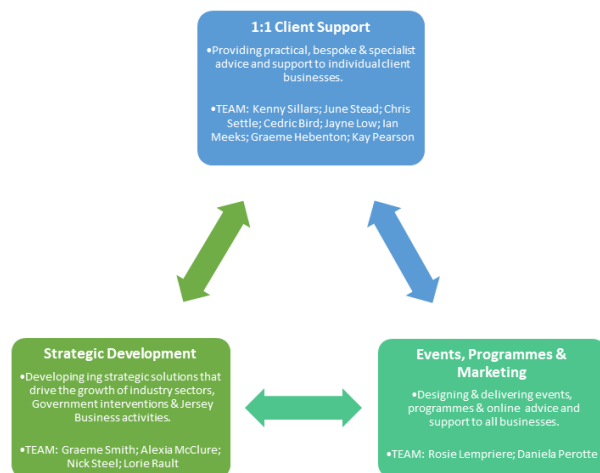 1:1 Client Support
•Providing practical, bespoke & specialist
advice and support to individual client
businesses.
•TEAM: Kenny Sillars; June Stead; Chris
Settle; Cedric Bird; Jayne Low; Ian
Meeks; Graeme Hebenton; Kay Pearson
Strategic Development
•Developing ing strategic solutions that
drive the growth of industry sectors,
Government interventions & Jersey
Business activities.
•TEAM: Graeme Smith; Alexia McClure;
Nick Steel; Lorie Rault
Events, Programmes &
Marketing
•Designing & delivering events,
programmes & online advice and
support to all businesses.
•TEAM: Rosie Lempriere; Daniela Perotte